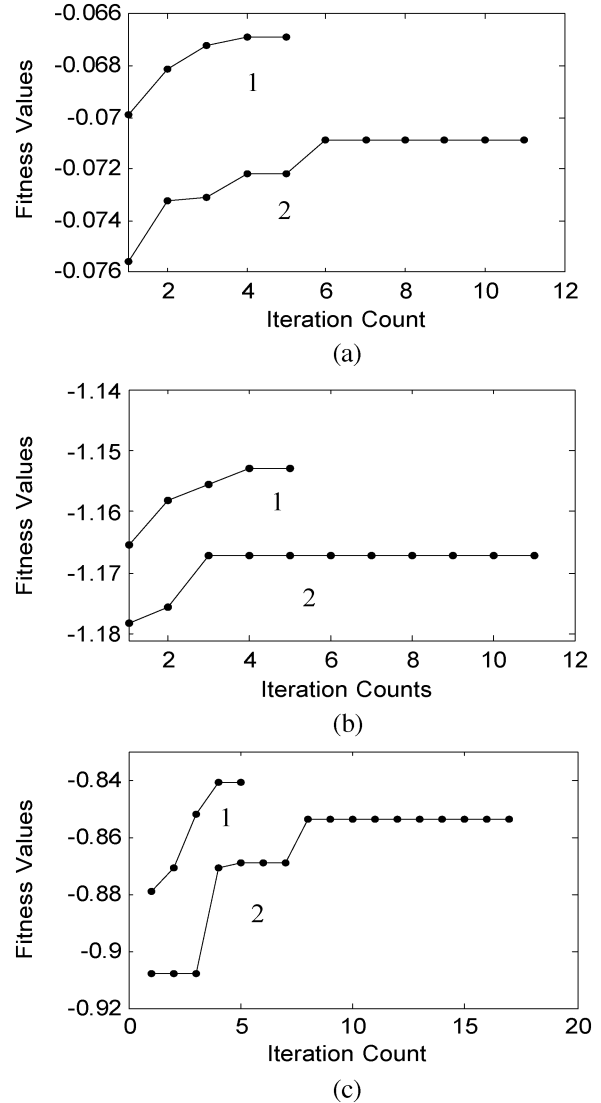 -0.066
-0.068
-0.07
-0.072
-0.074
-0.076
Fitness Values
1
2
2 4 6 8 10 12
Iteration Count
(a)
-1.14
-1.15
-1.16
-1.17
-1.18
Fitness Values
1
2
2 4 6 8 10 12
Iteration Counts
(b)
-0.84
-0.86
-0.88
-0.9
-0.92
Fitness Values
1
2
0 5 10 15 20
Iteration Count
(c)